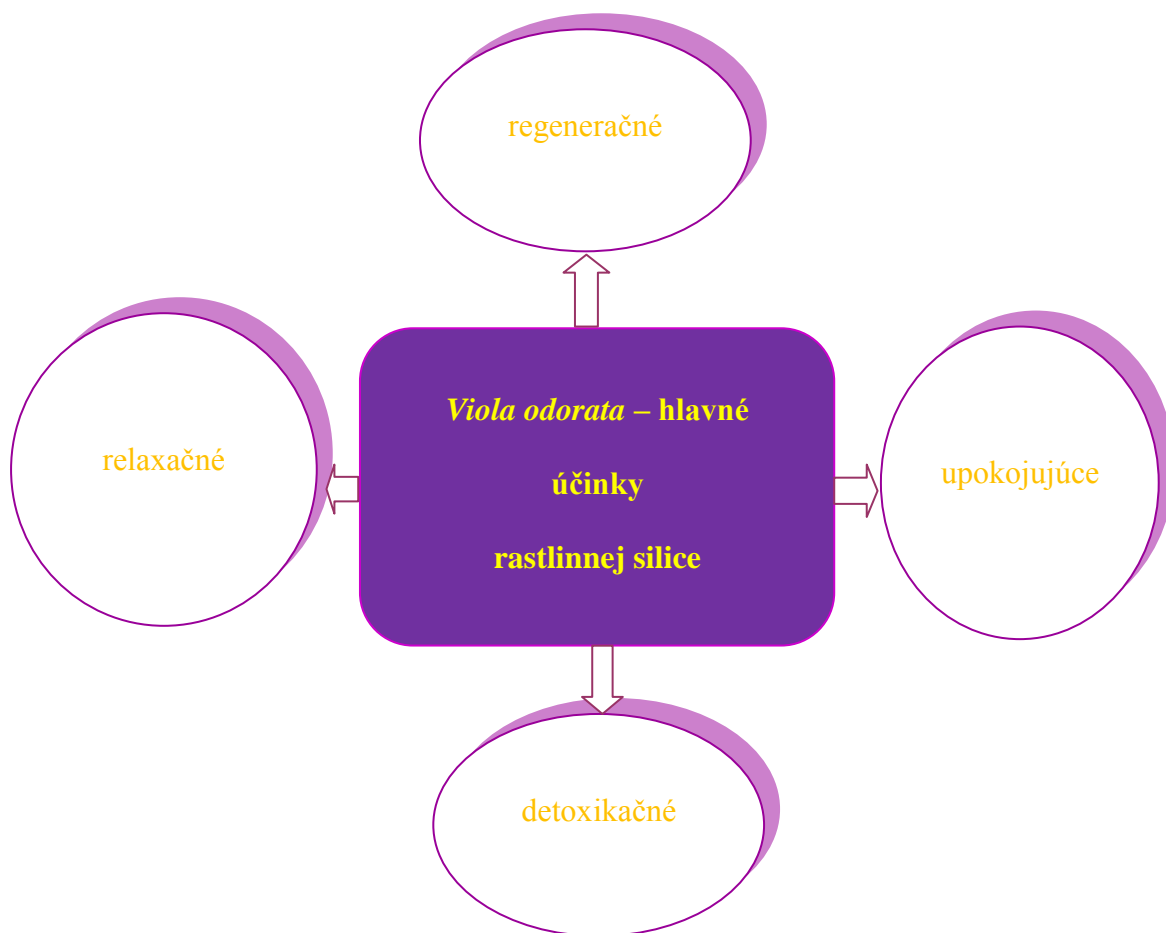 regeneračné
Viola odorata – hlavné
účinky
rastlinnej silice
relaxačné
upokojujúce
detoxikačné